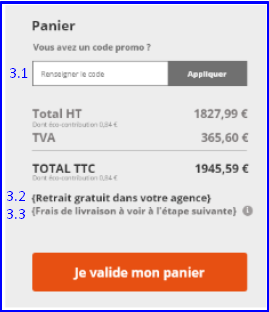 Panier
Vous avez un code promo ?
3.1 Renseigner le code Appliquer
Total HT 1827,99 €
Dont éco-contribution 0,84 €
TVA 365,60 €
TOTAL TTC 1945,59 €
Dont éco-contribution 0,84 €
3.2 {Retrait gratuit dans votre agence}
3.3 {Frais de livraison à voir à l'étape suivante} i
Je valide mon panier